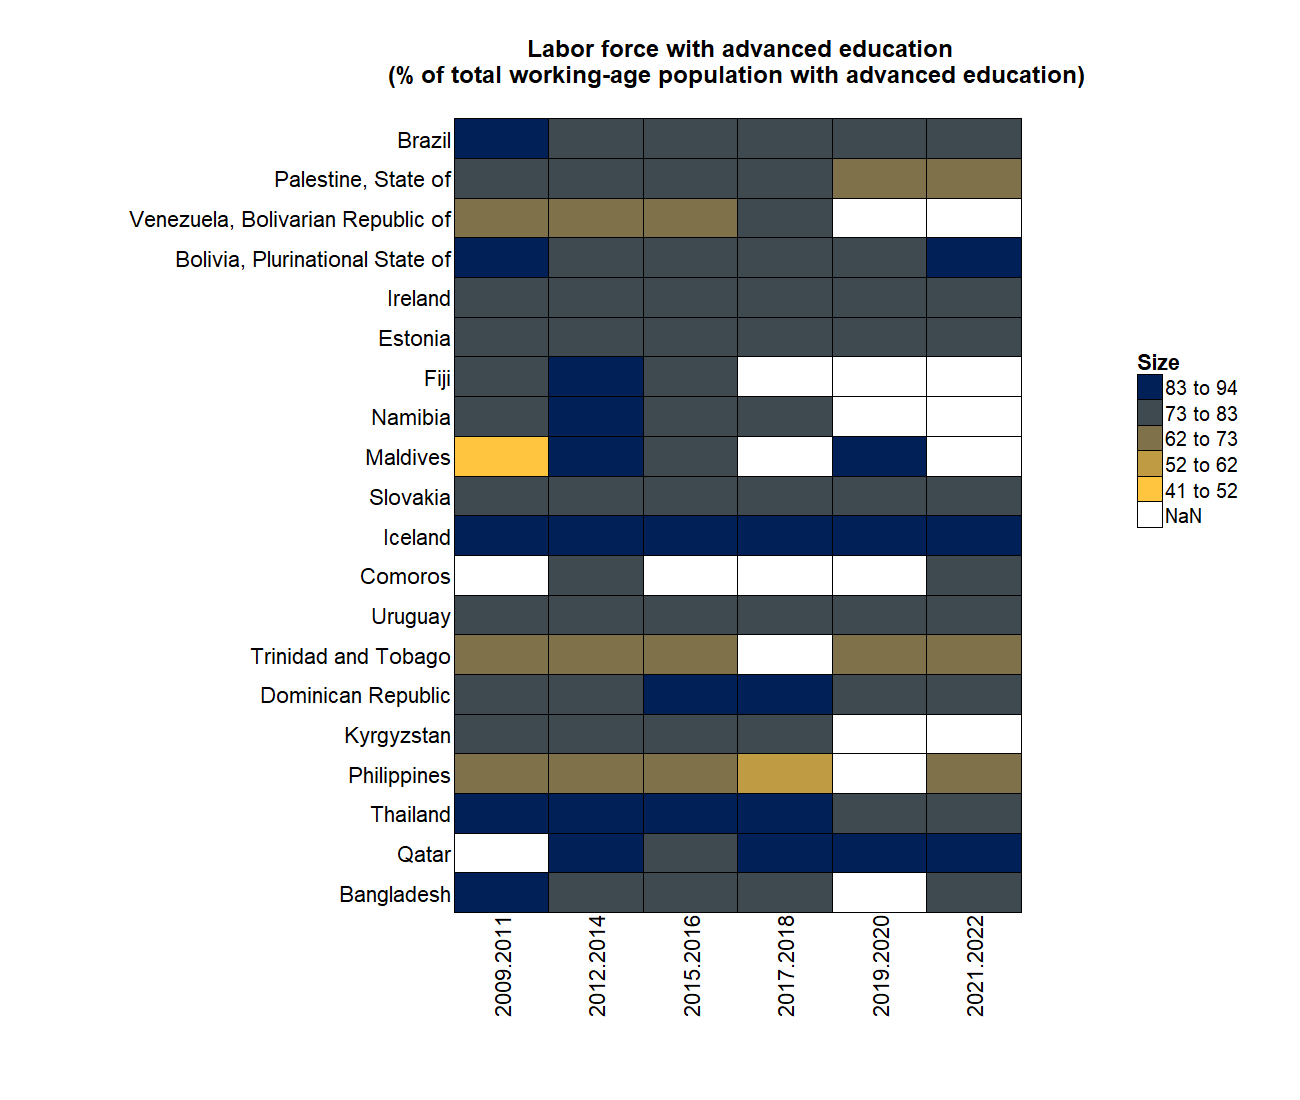 Labor force with advanced education
(% of total working-age population with advanced education)
Brazil
Palestine, State of
Venezuela, Bolivarian Republic of
Bolivia, Plurinational State of
Ireland
Estonia
Fiji
Namibia
Maldives
Slovakia
Iceland
Comoros
Uruguay
Trinidad and Tobago
Dominican Republic
Kyrgyzstan
Philippines
Thailand
Qatar
Bangladesh
2009.2011
2012.2014
2015.2016
2017.2018
2019.2020
2021.2022
Size
83 to 94
73 to 83
62 to 73
52 to 62
41 to 52
NaN